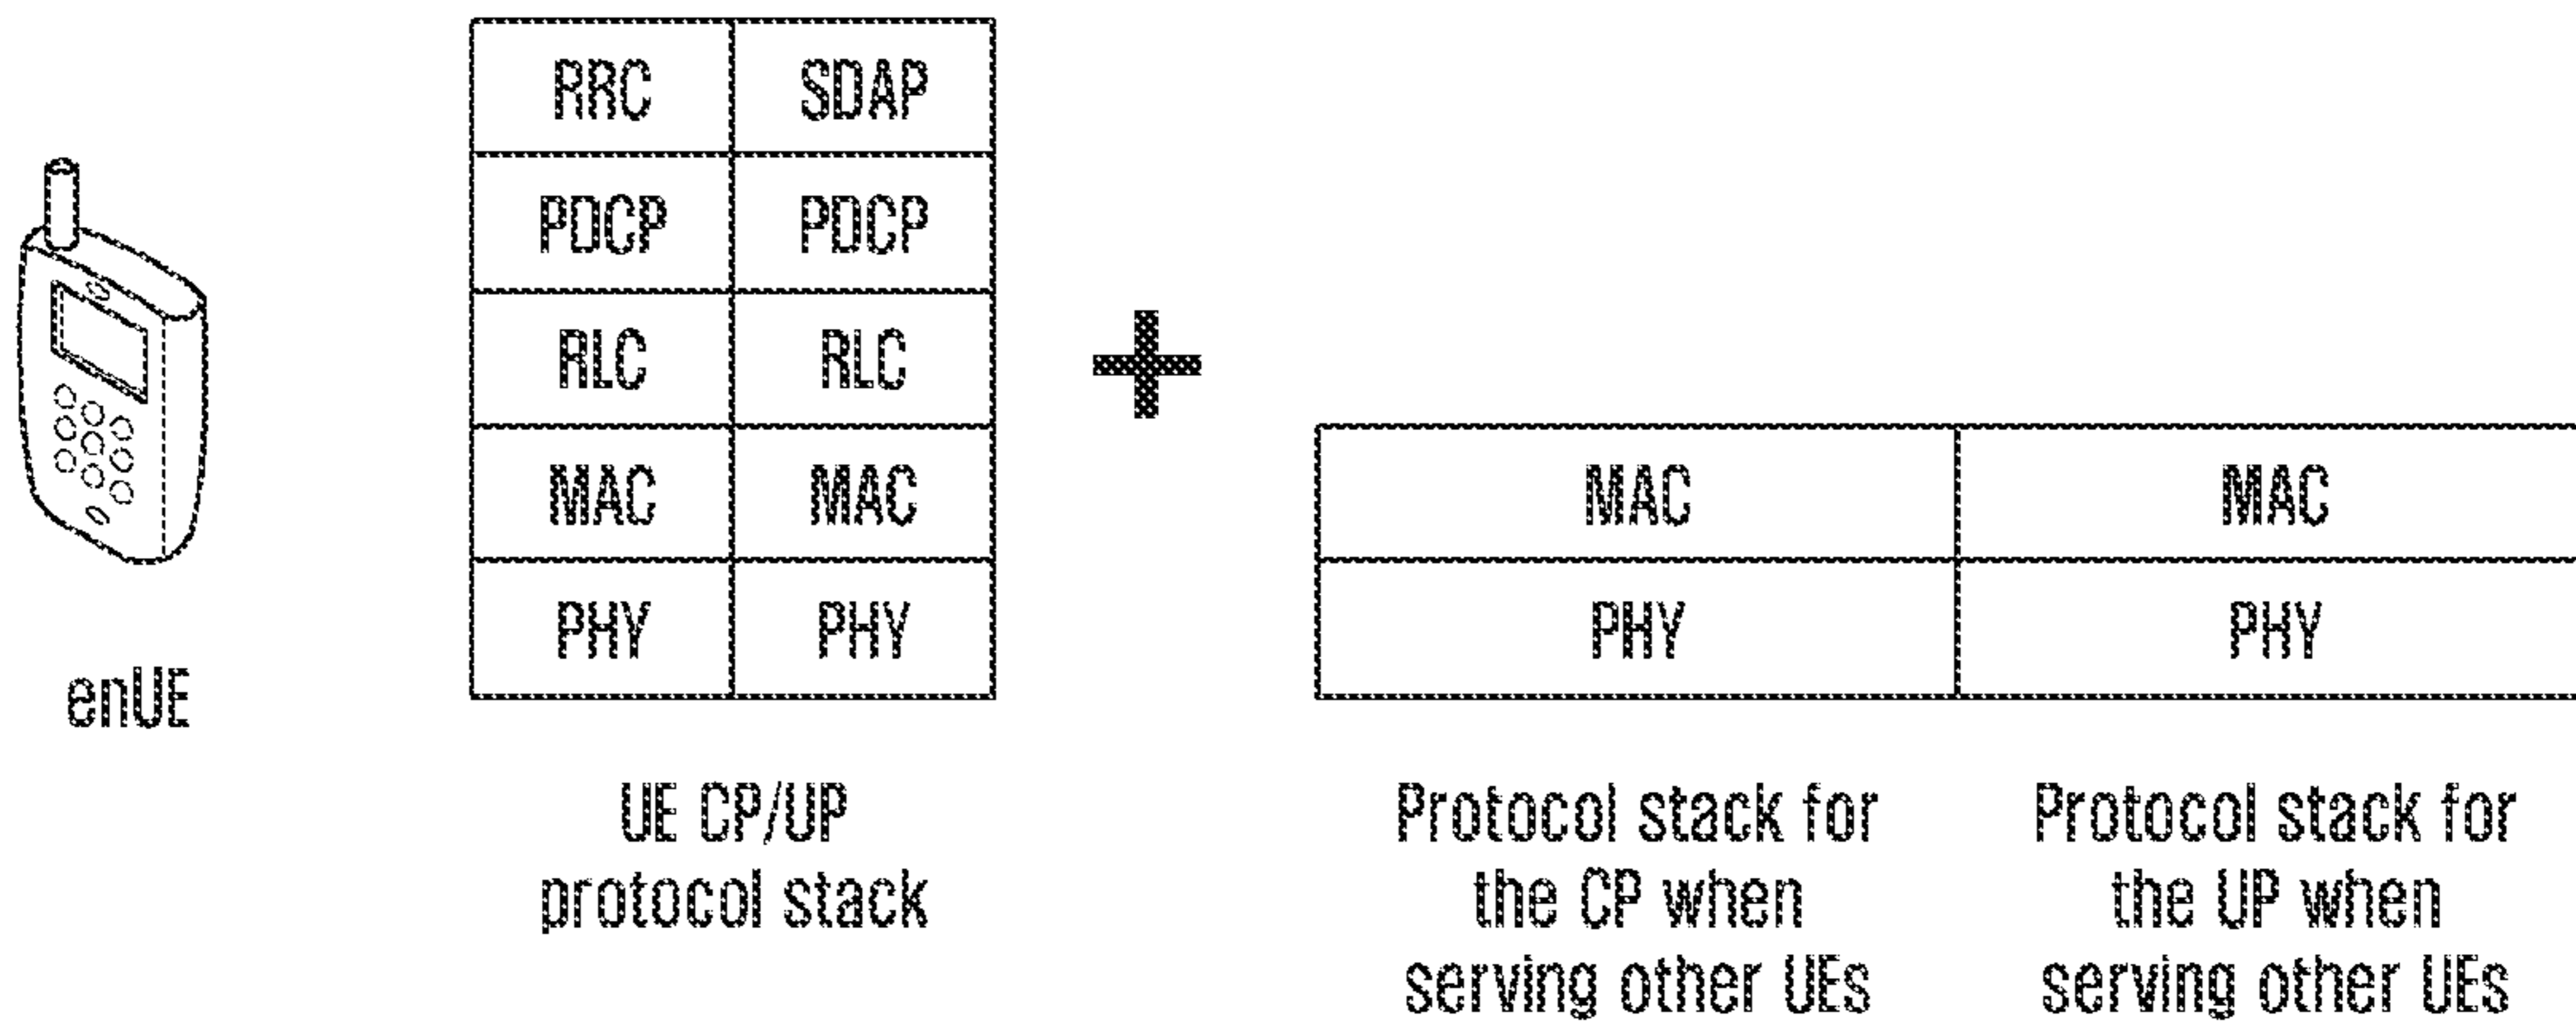 RRC SDAP
PDCP PDCP
RLC RLC
MAC MAC MAC MAC
PHY PHY PHY PHY
enUE
UE CP/UP
protocol stack
Protocol stack for
the CP when
serving other UEs
Protocol stack for
the UP when
serving other UEs